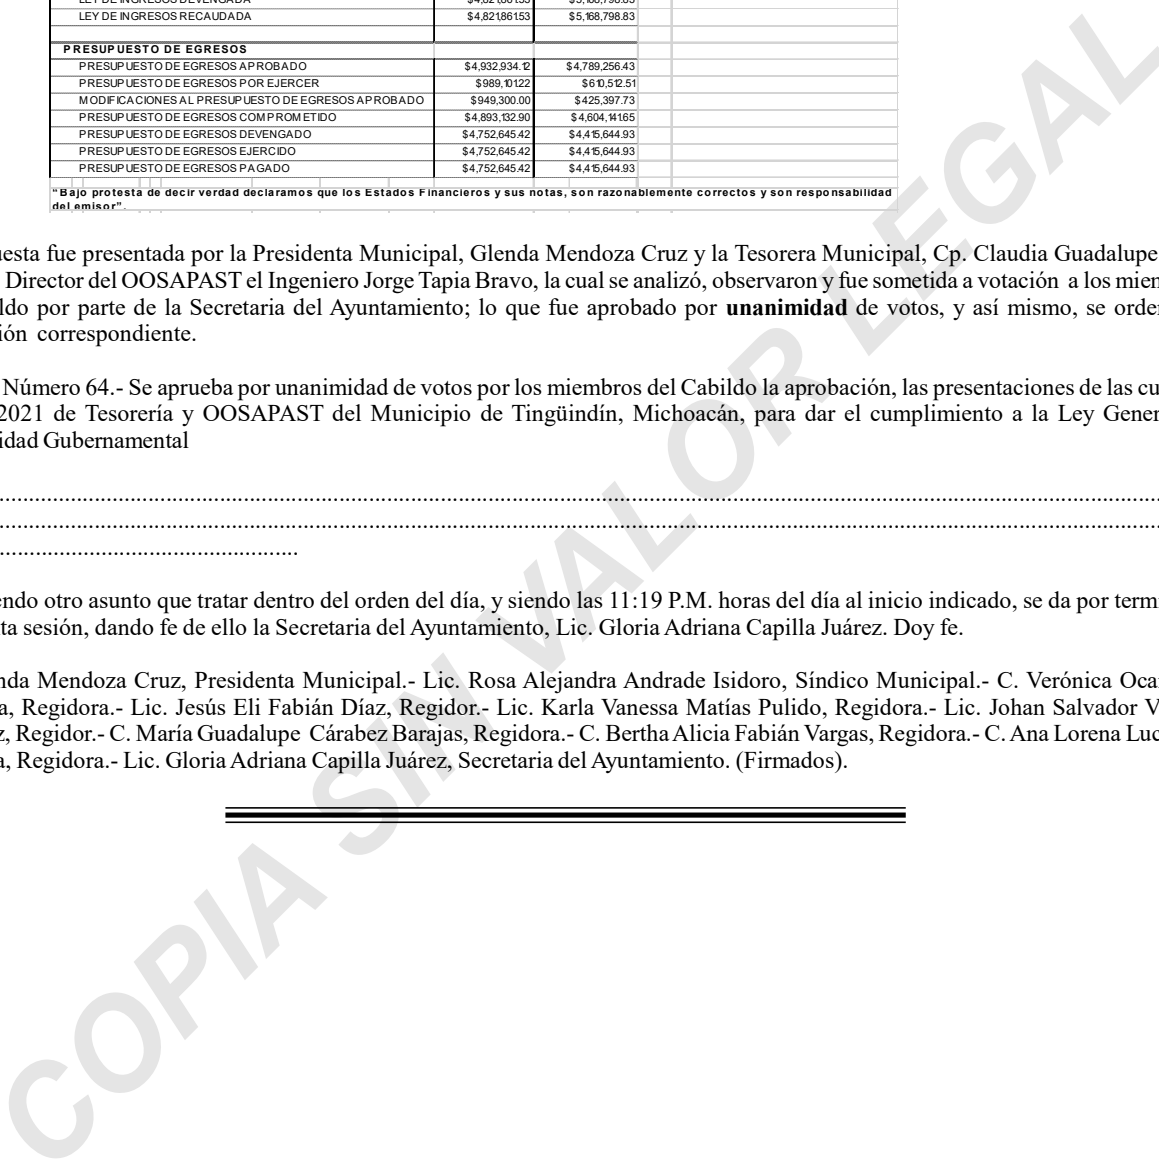 LEY DE INGRESOS DEVENGADA $4,821,861.53 $5,168,798.83
LEY DE INGRESOS RECAUDADA $4,821,861.53 $5,168,798.83
PRESUPUESTO DE EGRESOS
PRESUPUESTO DE EGRESOS APROBADO $4,932,934.12 $4,789,256.43
PRESUPUESTO DE EGRESOS POR EJERCER $989,101.22 $610,512.51
MODIFICACIONES AL PRESUPUESTO DE EGRESOS APROBADO $949,300.00 $425,397.73
PRESUPUESTO DE EGRESOS COMPROMETIDO $4,893,132.90 $4,604,141.65
PRESUPUESTO DE EGRESOS DEVENGADO $4,752,645.42 $4,415,644.93
PRESUPUESTO DE EGRESOS EJERCIDO $4,752,645.42 $4,415,644.93
PRESUPUESTO DE EGRESOS PAGADO $4,752,645.42 $4,415,644.93
"Bajo protesta de decir verdad declaramos que los Estados Financieros y sus notas, son razonablemente correctos y son responsabilidad
del emisor".
uesta fue presentada por la Presidenta Municipal, Glenda Mendoza Cruz y la Tesorera Municipal, Cp. Claudia Guadalupe
Director del OOSAPAST el Ingeniero Jorge Tapia Bravo, la cual se analizó, observaron y fue sometida a votación a los miem
ldo por parte de la Secretaria del Ayuntamiento; lo que fue aprobado por unanimidad de votos, y así mismo, se orde
ión correspondiente.
Número 64.- Se aprueba por unanimidad de votos por los miembros del Cabildo la aprobación, las presentaciones de las cu
2021 de Tesorería y OOSAPAST del Municipio de Tingüindín, Michoacán, para dar el cumplimiento a la Ley Gener
idad Gubernamental
endo otro asunto que tratar dentro del orden del día, y siendo las 11:19 P.M. horas del día al inicio indicado, se da por termi
ta sesión, dando fe de ello la Secretaria del Ayuntamiento, Lic. Gloria Adriana Capilla Juárez. Doy fe.
nda Mendoza Cruz, Presidenta Municipal.- Lic. Rosa Alejandra Andrade Isidoro, Síndico Municipal.- C. Verónica Oca
a, Regidora.- Lic. Jesús Eli Fabián Díaz, Regidor.- Lic. Karla Vanessa Matías Pulido, Regidora.- Lic. Johan Salvador V
z, Regidor.- C. María Guadalupe Cárabez Barajas, Regidora.- C. Bertha Alicia Fabián Vargas, Regidora.- C. Ana Lorena Luc
a, Regidora.- Lic. Gloria Adriana Capilla Juárez, Secretaria del Ayuntamiento. (Firmados).
COPIA SIN VALOR LEGAL